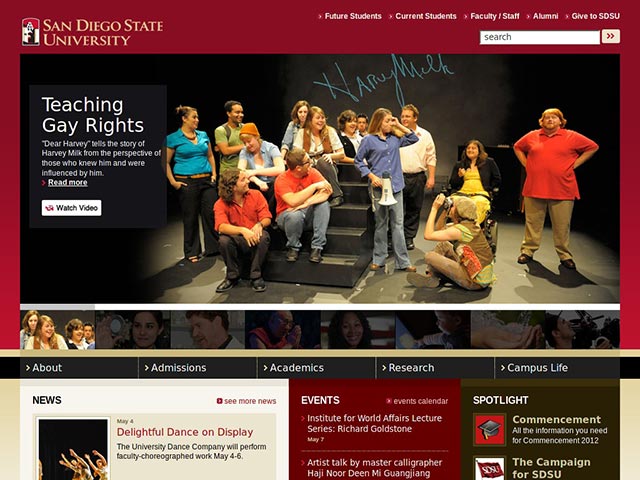 SAN DIEGO STATE
UNIVERSITY
Future Students
Current Students
Faculty / Staff
Alumni
Give to SDSU
search
Harvey Milk
Teaching
Gay Rights
"Dear Harvey" tells the story of
Harvey Milk from the perspective of
those who knew him and were
influenced by him.
Read more
Watch Video
About
Admissions
Academics
Research
Campus Life
NEWS
see more news
May 4
Delightful Dance on Display
The University Dance Company will perform
faculty-choreographed work May 4-6.
EVENTS
events calendar
Institute for World Affairs Lecture
Series: Richard Goldstone
May 7
Artist talk by master calligrapher
Haji Noor Deen Mi Guangjiang
SPOTLIGHT
Commencement
All the information you need
for Commencement 2012
SDSU
The Campaign
for SDSU